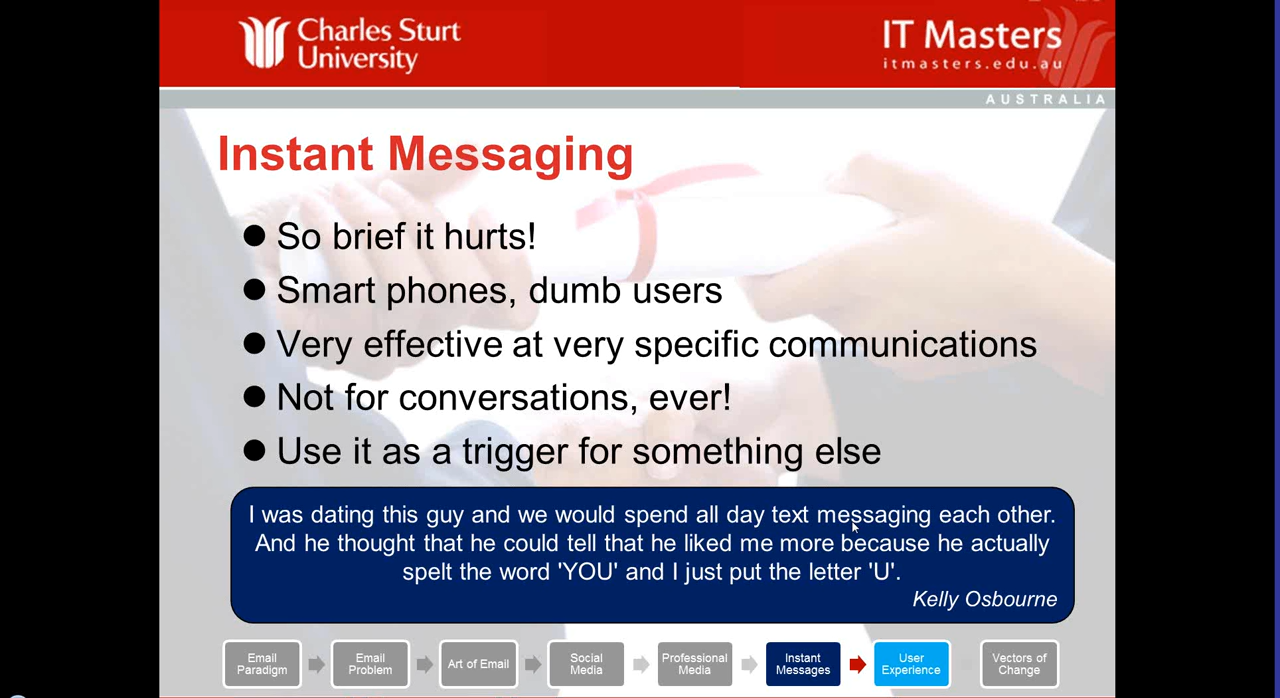 Charles Sturt
University
IT Masters
itmasters.edu.au
AUSTRALIA
Instant Messaging
● So brief it hurts!
● Smart phones, dumb users
● Very effective at very specific communications
● Not for conversations, ever!
● Use it as a trigger for something else
I was dating this guy and we would spend all day text messaging each other.
And he thought that he could tell that he liked me more because he actually
spelt the word 'YOU' and I just put the letter 'U'.
Kelly Osbourne
Email
Paradigm
Email
Problem
Art of Email
Social
Media
Professional
Media
Instant
Messages
User
Experience
Vectors of
Change